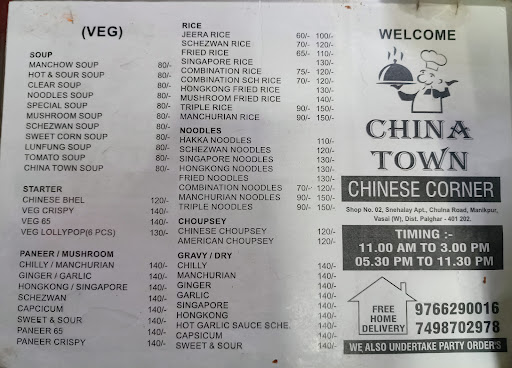 (VEG)
SOUP
MANCHOW SOUP 80/-
HOT & SOUR SOUP 80/-
CLEAR SOUP 80/-
NOODLES SOUP 80/-
SPECIAL SOUP 80/-
MUSHROOM SOUP 80/-
SCHEZWAN SOUP 80/-
SWEET CORN SOUP 80/-
LUNFUNG SOUP 80/-
TOMATO SOUP 80/-
CHINA TOWN SOUP 80/-
STARTER
CHINESE BHEL 120/-
VEG CRISPY 140/-
VEG 65 140/-
VEG LOLLYPOP(6 PCS) 130/-
PANEER / MUSHROOM
CHILLY / MANCHURIAN 140/-
GINGER / GARLIC 140/-
HONGKONG / SINGAPORE 140/-
SCHEZWAN 140/-
CAPCICUM 140/-
SWEET & SOUR 140/-
PANEER 65 140/-
PANEER CRISPY 140/-
RICE
JEERA RICE 60/- 100/-
SCHEZWAN RICE 70/- 120/-
FRIED RICE 65/- 110/-
SINGAPORE RICE 130/-
COMBINATION RICE 75/- 120/-
COMBINATION SCH RICE 70/- 120/-
HONGKONG FRIED RICE 130/-
MUSHROOM FRIED RICE 140/-
TRIPLE RICE 90/- 150/-
MANCHURIAN RICE 90/- 150/-
NOODLES
HAKKA NOODLES 110/-
SCHEZWAN NOODLES 120/-
SINGAPORE NOODLES 130/-
HONGKONG NOODLES 130/-
FRIED NOODLES 120/-
COMBINATION NOODLES 70/- 120/-
MANCHURIAN NOODLES 90/- 150/-
TRIPLE NOODLES 90/- 150/-
CHOUPSEY
CHINESE CHOUPSEY 120/-
AMERICAN CHOUPSEY 120/-
GRAVY / DRY
CHILLY 140/-
MANCHURIAN 140/-
GINGER 140/-
GARLIC 140/-
SINGAPORE 140/-
HONGKONG 140/-
HOT GARLIC SAUCE SCHE. 140/-
CAPSICUM 140/-
SWEET & SOUR 140/-
WELCOME
CHINA
TOWN
CHINESE CORNER
Shop No. 02, Snehalay Apt., Chulna Road, Manikpur,
Vasai (W), Dist. Palghar - 401 202.
TIMING :-
11.00 AM TO 3.00 PM
05.30 PM TO 11.30 PM
FREE
HOME
DELIVERY
9766290016
7498702978
WE ALSO UNDERTAKE PARTY ORDER'S